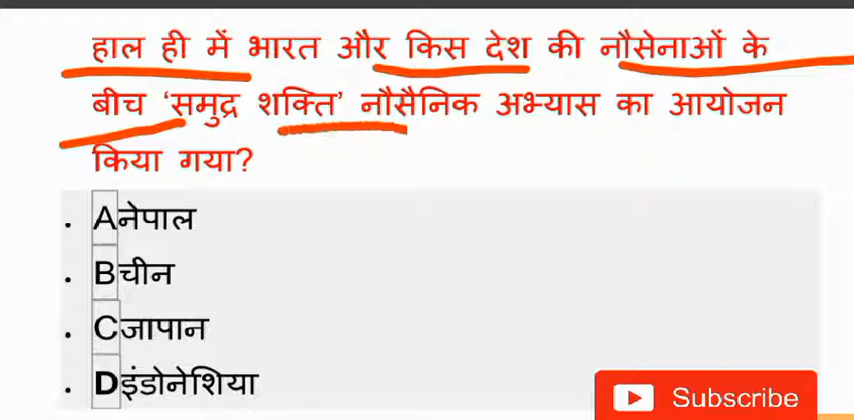 हाल ही में भारत और किस देश की नौसेनाओं के
बीच ‘समुद्र शक्ति’ नौसैनिक अभ्यास का आयोजन
किया गया?
. Aनेपाल
. Bचीन
. Cजापान
. Dइंडोनेशिया
Subscribe